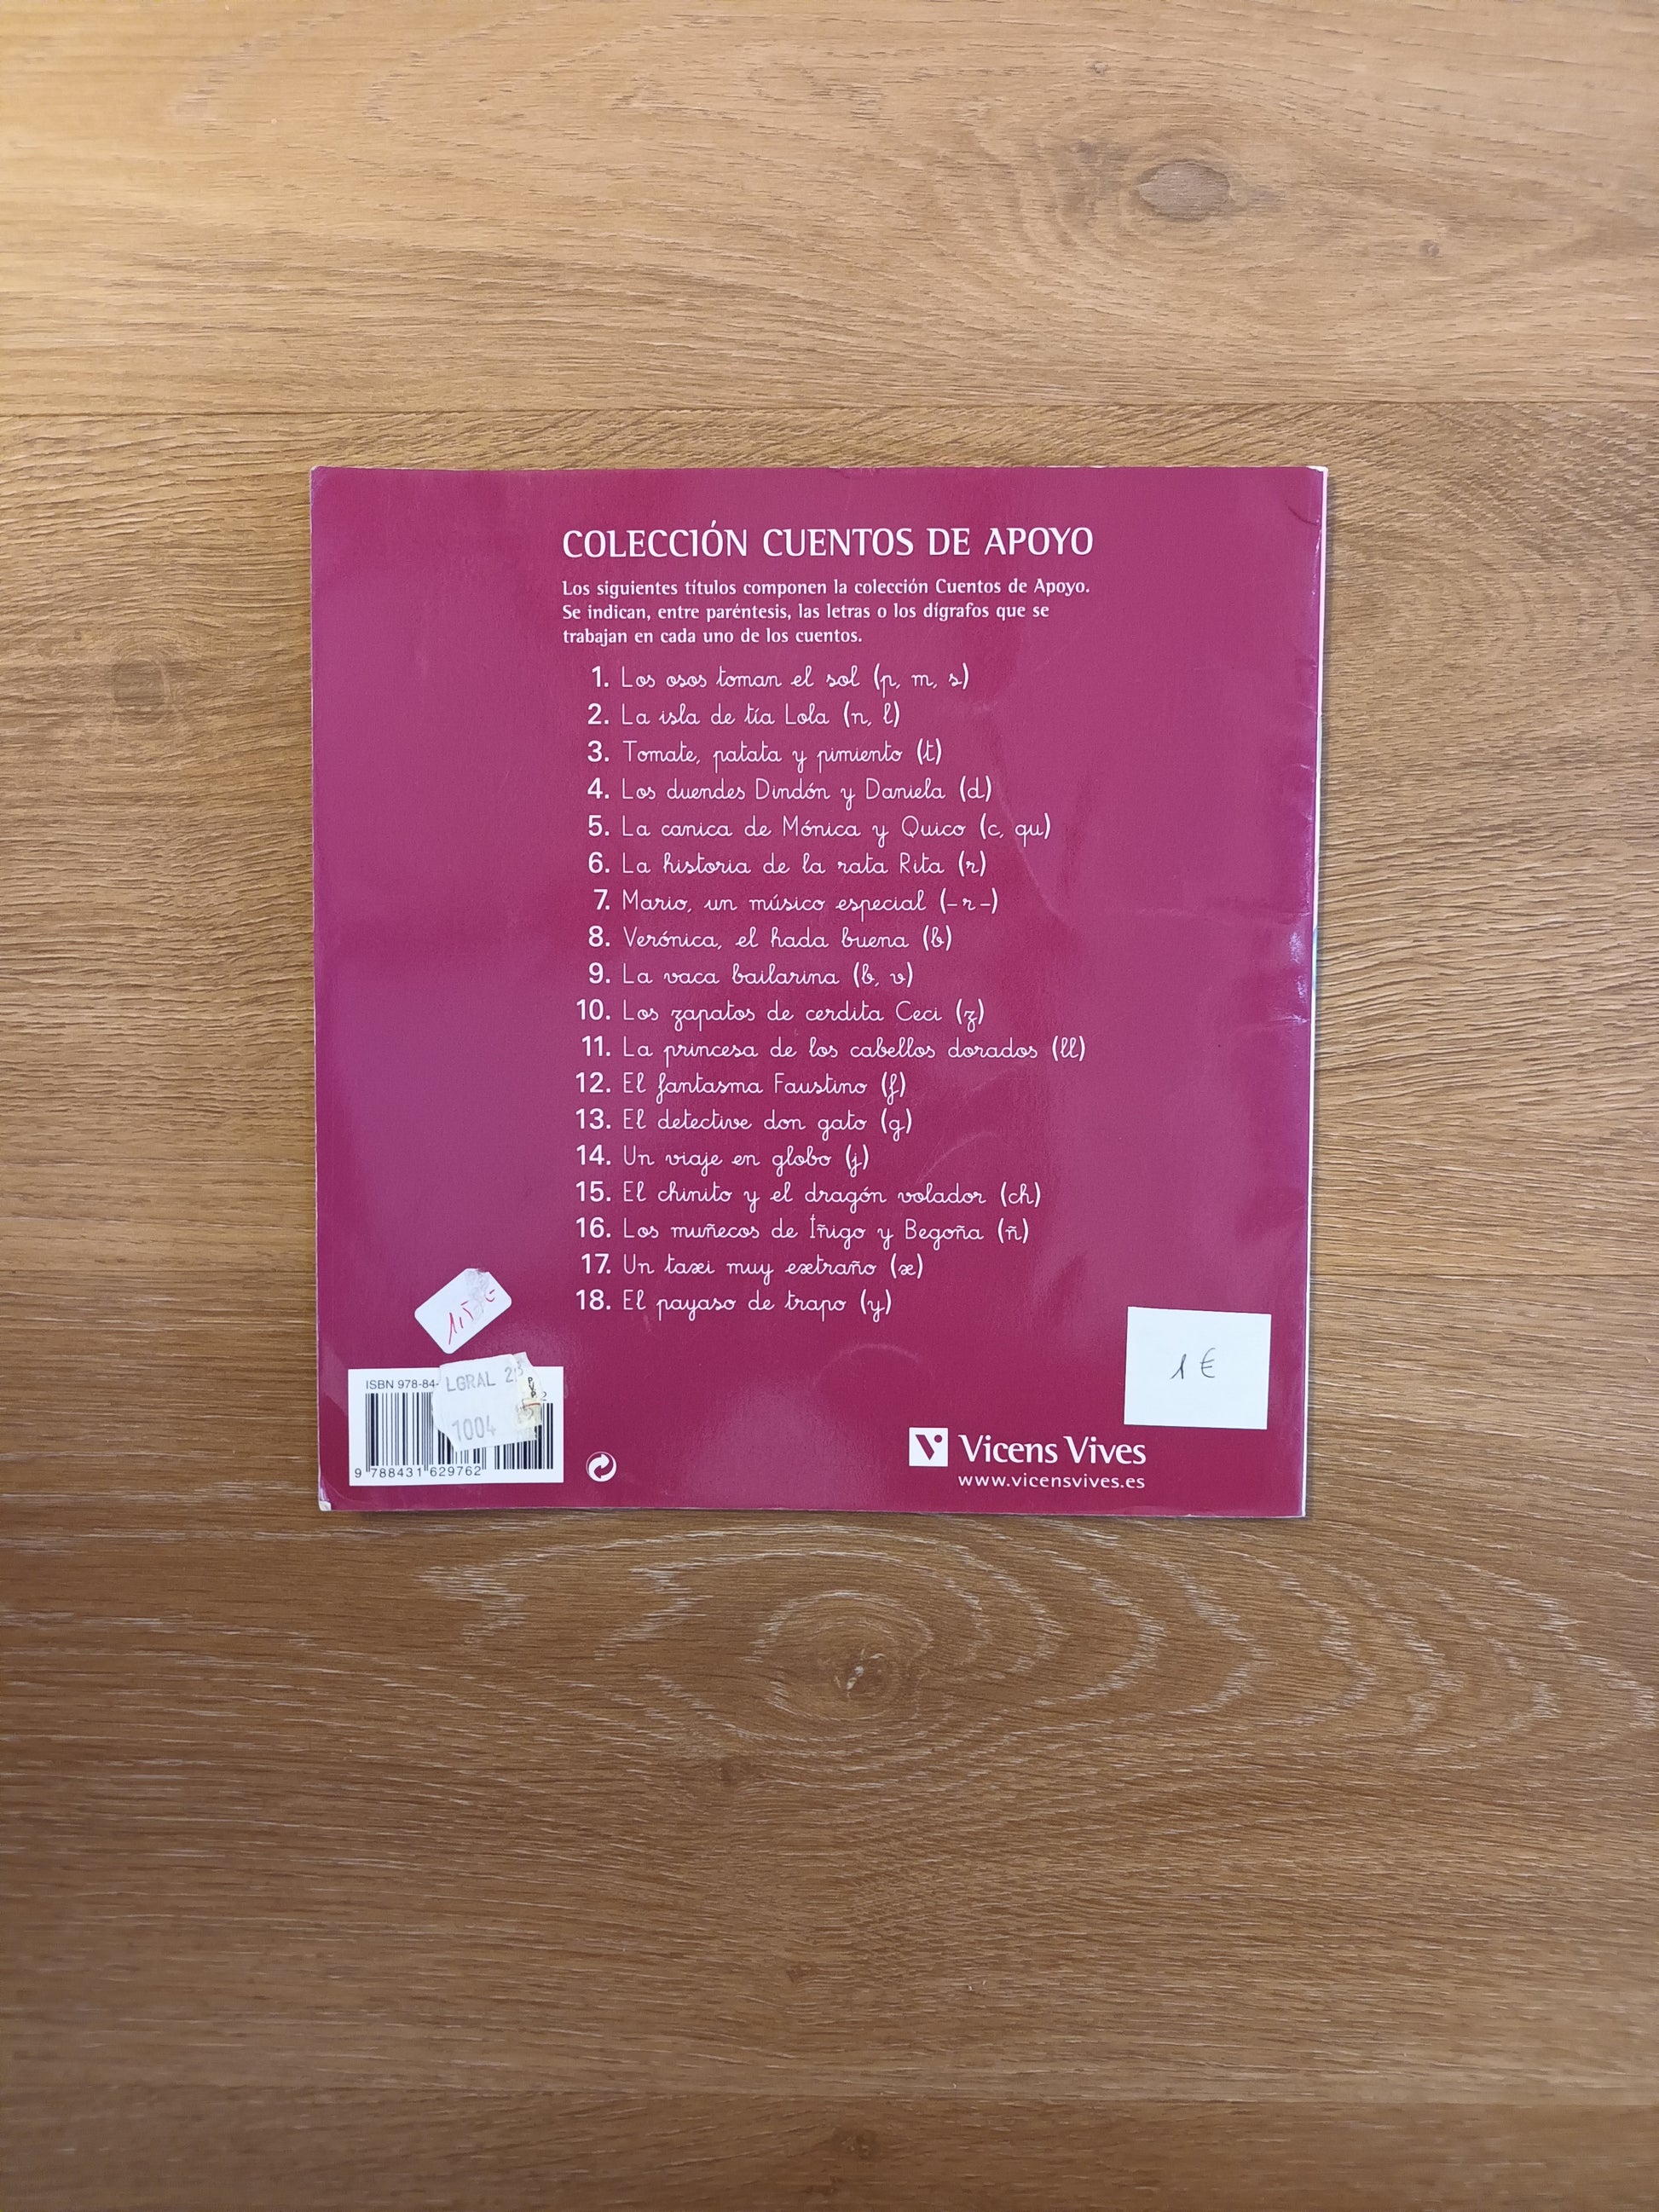 COLECCIÓN CUENTOS DE APOYO
Los siguientes títulos componen la colección Cuentos de Apoyo.
Se indican, entre paréntesis, las letras o los dígrafos que se
trabajan en cada uno de los cuentos.
1. Los osos toman el sol (p, m, s)
2. La isla de tía Lola (n, l)
3. Tomate, patata y pimiento (t)
4. Los duendes Dindón y Daniela (d)
5. La canica de Mónica y Quico (c, qu)
6. La historia de la rata Rita (r)
7. Mario, un músico especial (-r-)
8. Verónica, el hada buena (b)
9. La vaca bailarina (b, v)
10. Los zapatos de cerdita Ceci (z)
11. La princesa de los cabellos dorados (ll)
12. El fantasma Faustino (f)
13. El detective don gato (g)
14. Un viaje en globo (j)
15. El chinito y el dragón volador (ch)
16. Los muñecos de Íñigo y Begoña (ñ)
17. Un taxi muy extraño (x)
18. El payaso de trapo (y)
1 €
ISBN 978-84-
LGRAL
1004
9 788431 629762
Vicens Vives
www.vicensvives.es